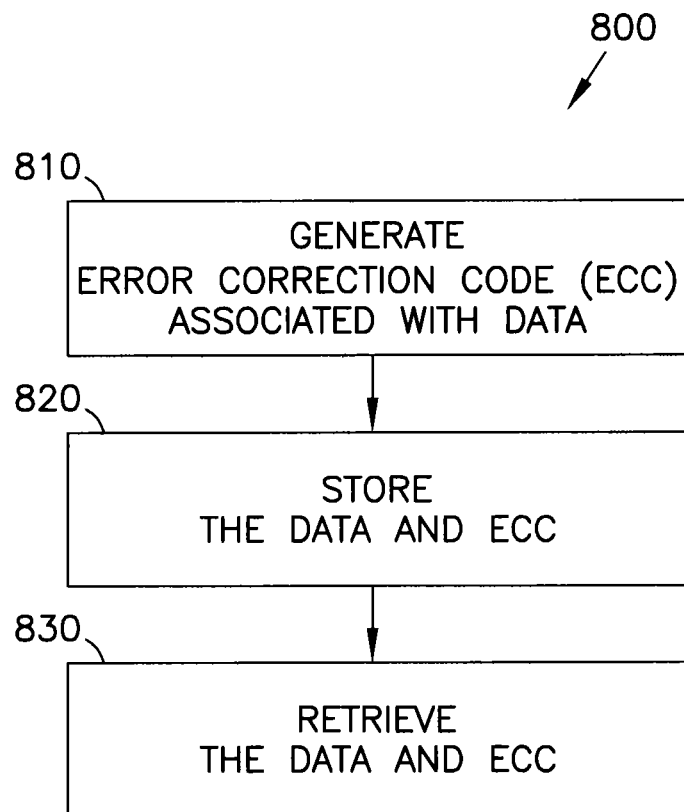 800
810
GENERATE
ERROR CORRECTION CODE (ECC)
ASSOCIATED WITH DATA
820
STORE
THE DATA AND ECC
830
RETRIEVE
THE DATA AND ECC